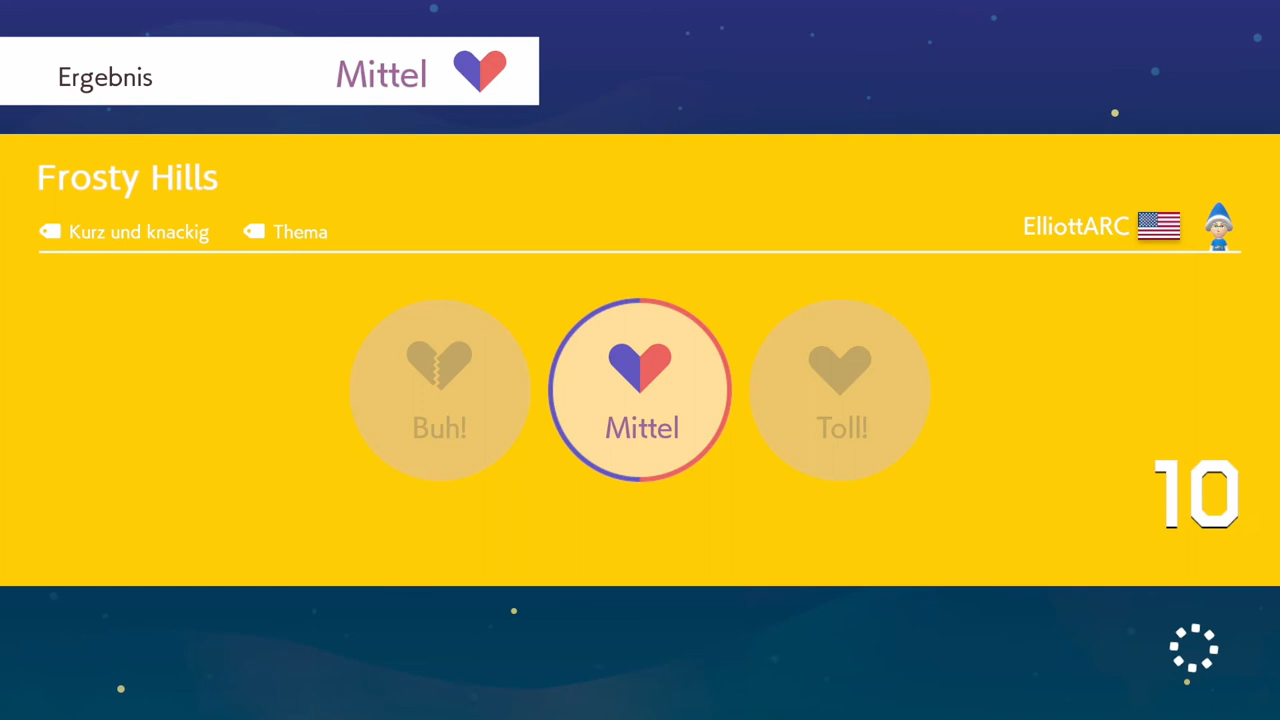 Ergebnis Mittel
Frosty Hills
Kurz und knackig Thema ElliottARC
Buh! Mittel Toll!
10